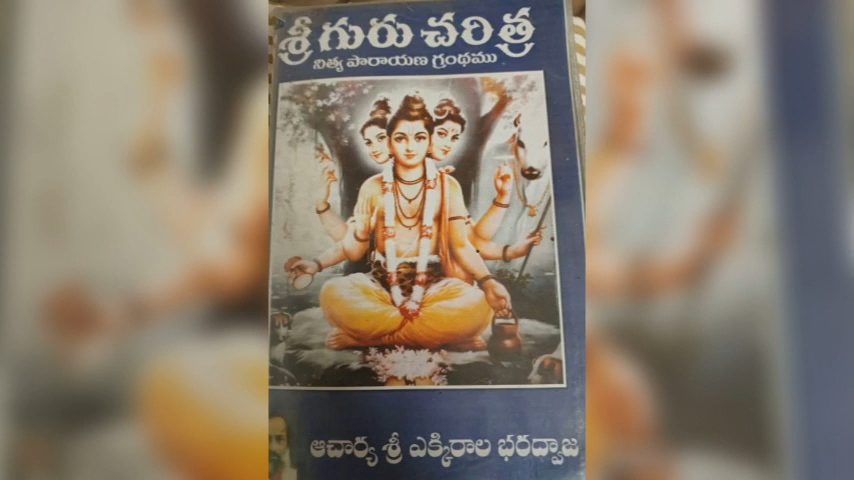 శ్రీ గురు చరిత్ర
నిత్య పారాయణ గ్రంథము
ఆచార్య శ్రీ ఎక్కిరాల భరద్వాజ